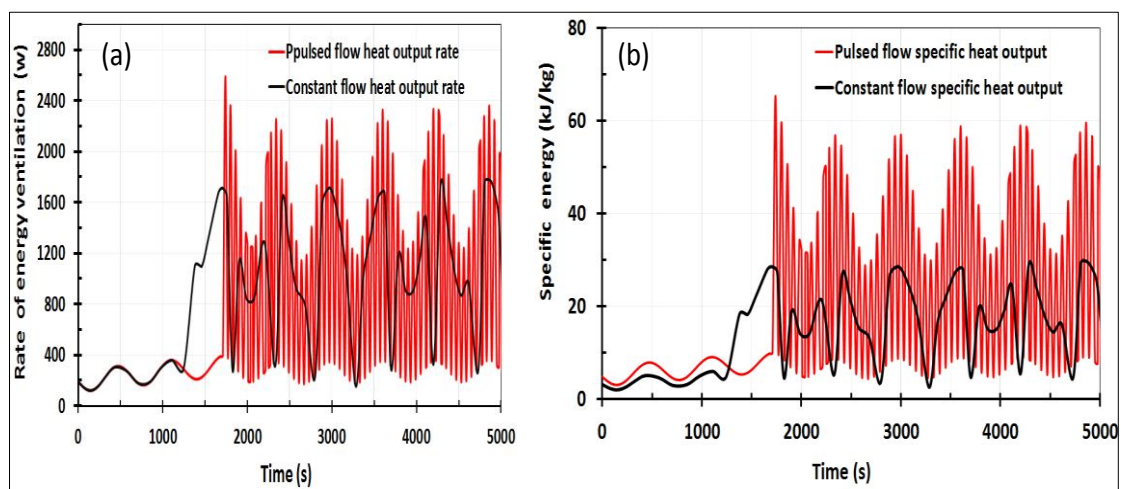 (a)
Ppulsed flow heat output rate
Constant flow heat output rate
Rate of energy ventilation (w)
2800
2400
2000
1600
1200
800
400
0
0
1000
2000
3000
4000
5000
Time (s)
(b)
Pulsed flow specific heat output
Constant flow specific heat output
Specific energy (kJ/kg)
80
60
40
20
0
0
1000
2000
3000
4000
5000
Time (s)